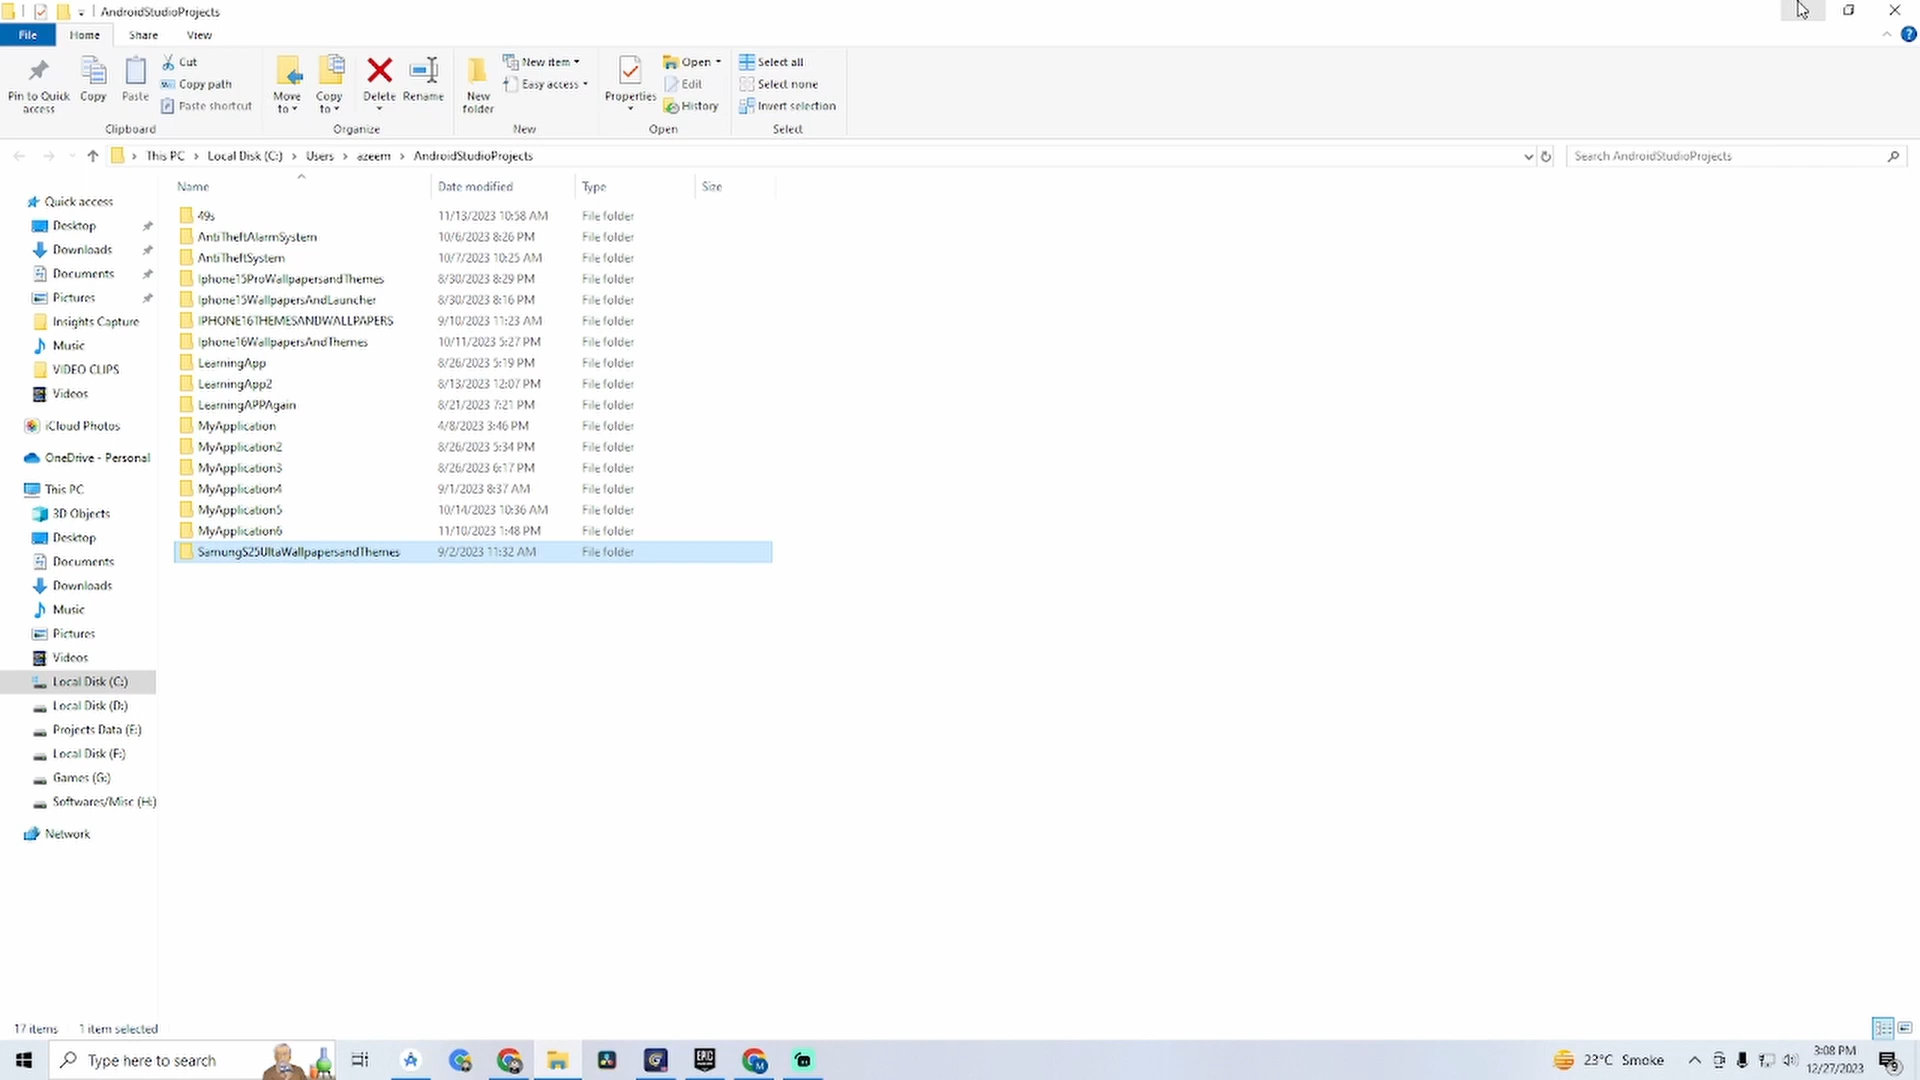 AndroidStudioProjects
File Home Share View
Cut
Copy path
Paste shortcut
Pin to Quick access
Copy
Paste
Clipboard
Move to
Copy to
Delete
Rename
Organize
New folder
New item
Easy access
New
Properties
Open
Edit
History
Open
Select all
Select none
Invert selection
Select
This PC > Local Disk (C:) > Users > azeem > AndroidStudioProjects
Search AndroidStudioProjects
Name Date modified Type Size
49s 11/13/2023 10:58 AM File folder
AntiTheftAlarmSystem 10/6/2023 8:26 PM File folder
AntiTheftSystem 10/7/2023 10:25 AM File folder
Iphone15ProWallpapersandThemes 8/30/2023 8:29 PM File folder
Iphone15WallpapersAndLauncher 8/30/2023 8:16 PM File folder
IPHONE16THEMESANDWALLPAPERS 9/10/2023 11:23 AM File folder
Iphone16WallpapersAndThemes 10/11/2023 5:27 PM File folder
LearningApp 8/26/2023 5:19 PM File folder
LearningApp2 8/13/2023 12:07 PM File folder
LearningAPPAgain 8/21/2023 7:21 PM File folder
MyApplication 4/8/2023 3:46 PM File folder
MyApplication2 8/26/2023 5:34 PM File folder
MyApplication3 8/26/2023 6:17 PM File folder
MyApplication4 9/1/2023 8:37 AM File folder
MyApplication5 10/14/2023 10:36 AM File folder
MyApplication6 11/10/2023 1:48 PM File folder
SamungS25UltaWallpapersandThemes 9/2/2023 11:32 AM File folder
Quick access
Desktop
Downloads
Documents
Pictures
Insights Capture
Music
VIDEO CLIPS
Videos
iCloud Photos
OneDrive - Personal
This PC
3D Objects
Desktop
Documents
Downloads
Music
Pictures
Videos
Local Disk (C:)
Local Disk (D:)
Projects Data (E:)
Local Disk (F:)
Games (G:)
Softwares/Misc (H:)
Network
17 items 1 item selected
Type here to search
EPIC
M
23°C Smoke
3:08 PM
12/27/2023
9